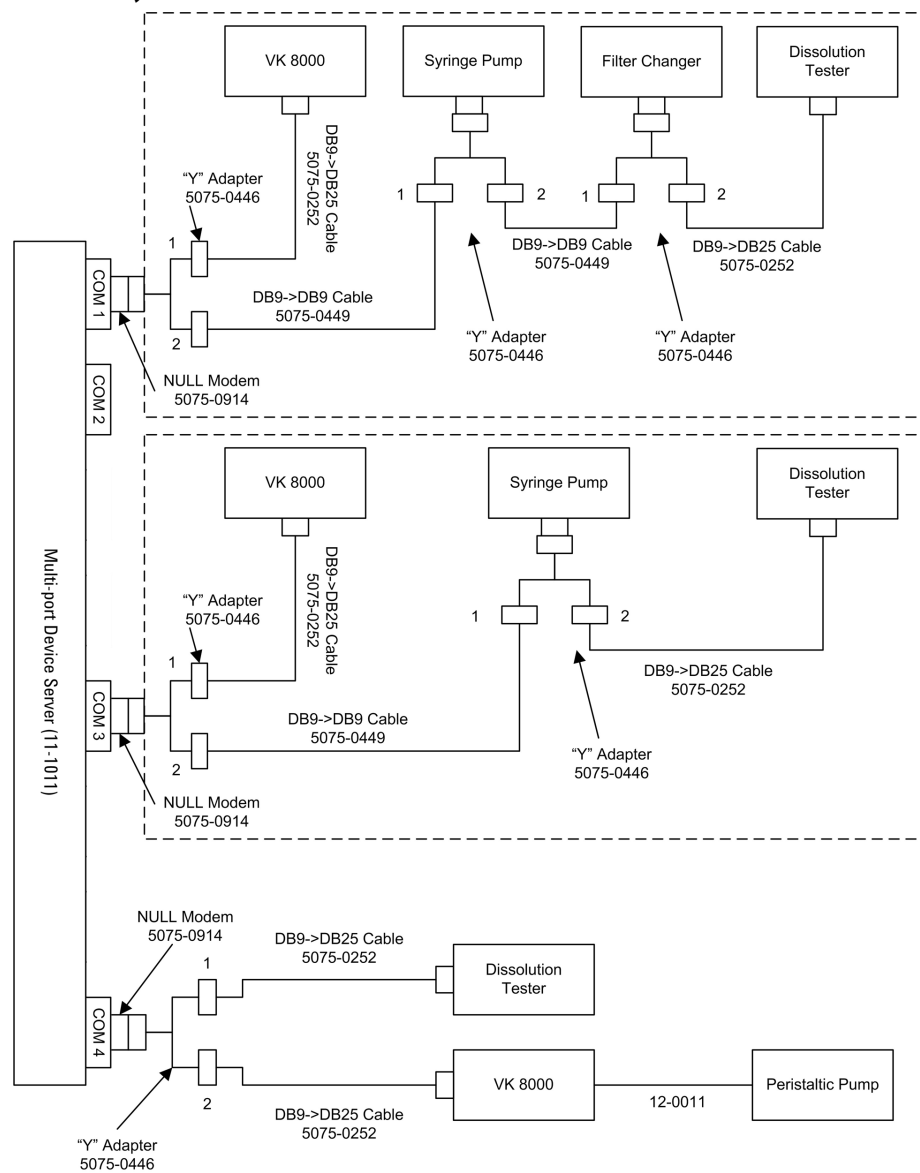 VK 8000
Syringe Pump
Filter Changer
Dissolution
Tester
DB9->DB25 Cable
5075-0252
"Y" Adapter
5075-0446
1
2
1
2
1
2
DB9->DB9 Cable
5075-0449
DB9->DB25 Cable
5075-0252
DB9->DB9 Cable
5075-0449
"Y" Adapter
5075-0446
"Y" Adapter
5075-0446
COM 1
NULL Modem
5075-0914
COM 2
VK 8000
Syringe Pump
Dissolution
Tester
DB9->DB25 Cable
5075-0252
"Y" Adapter
5075-0446
1
2
1
2
DB9->DB25 Cable
5075-0252
DB9->DB9 Cable
5075-0449
"Y" Adapter
5075-0446
COM 3
NULL Modem
5075-0914
Multi-port Device Server (11-1011)
NULL Modem
5075-0914
DB9->DB25 Cable
5075-0252
1
Dissolution
Tester
COM 4
2
VK 8000
12-0011
Peristaltic Pump
DB9->DB25 Cable
5075-0252
"Y" Adapter
5075-0446